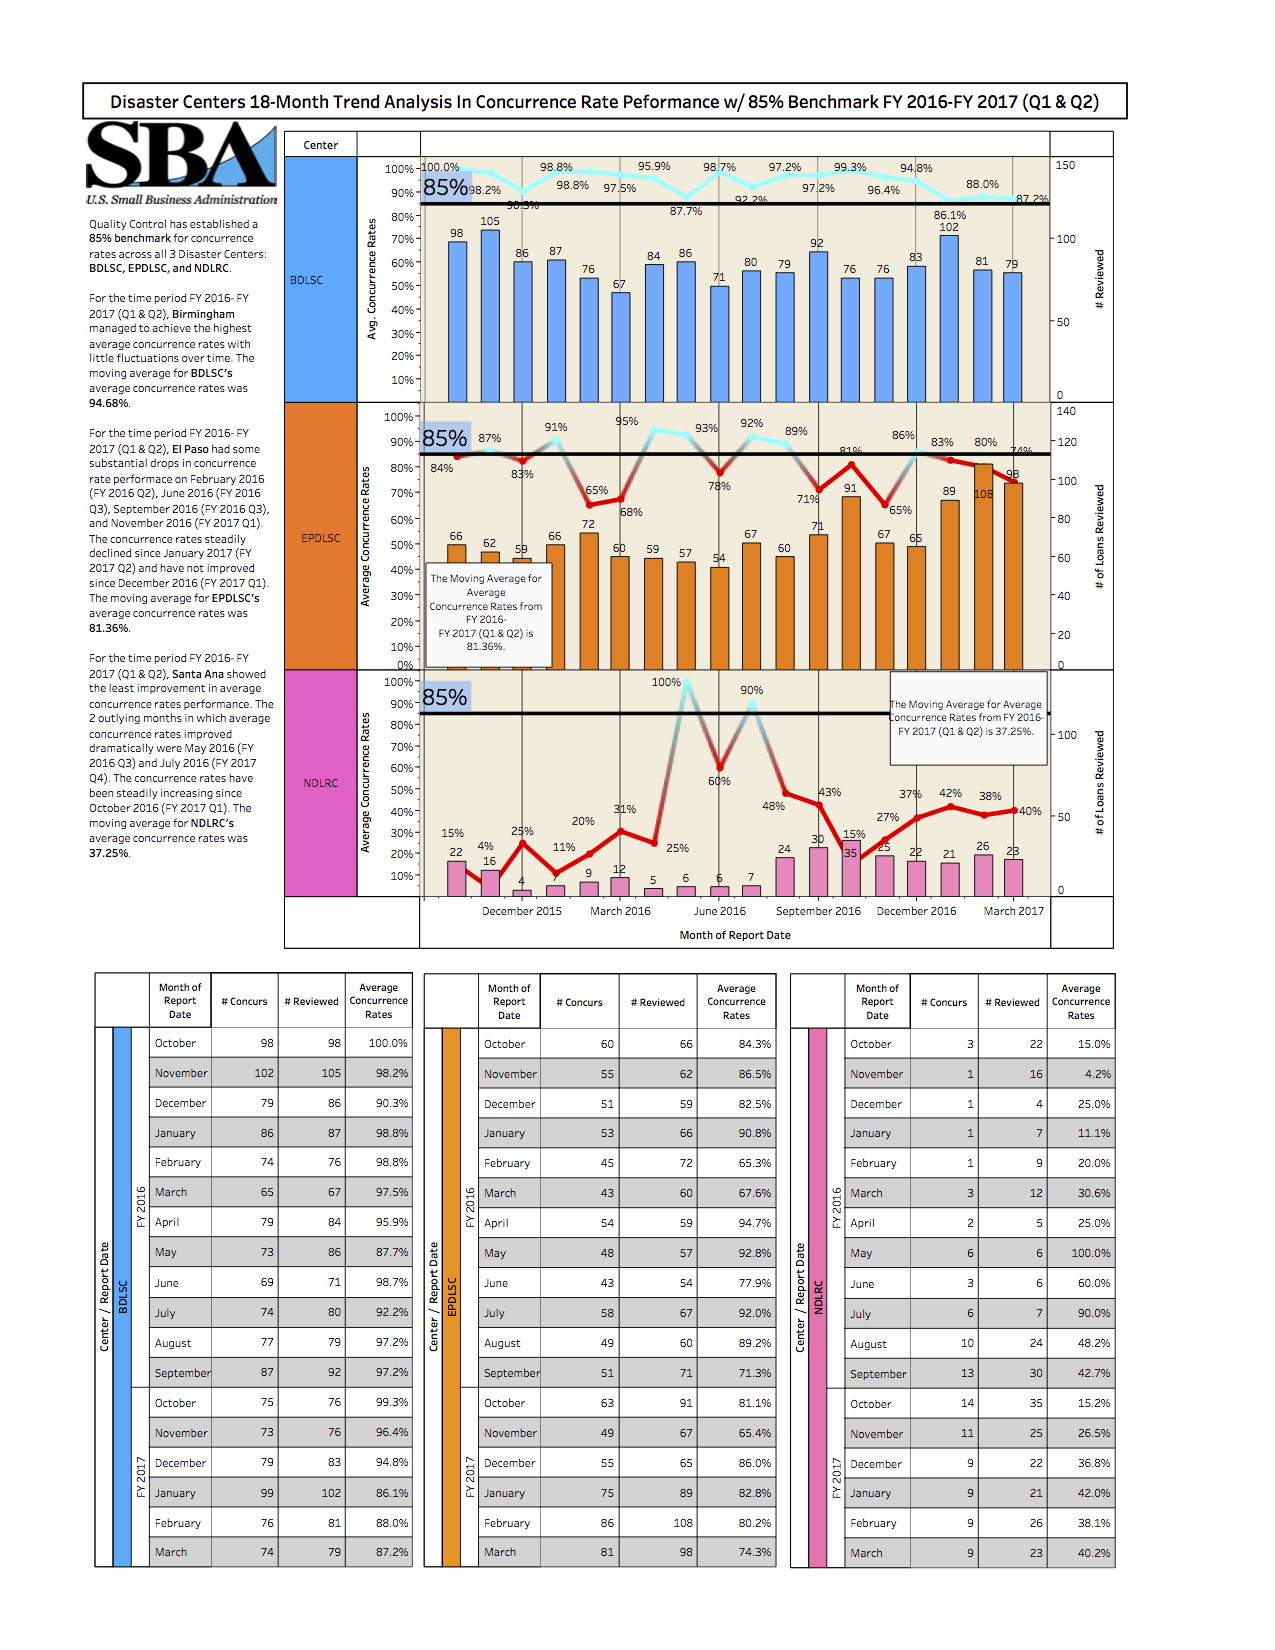 Disaster Centers 18-Month Trend Analysis In Concurrence Rate Peformance w/ 85% Benchmark FY 2016-FY 2017 (Q1 & Q2)
SBA
U.S. Small Business Administration
Quality Control has established a
85% benchmark for concurrence
rates across all 3 Disaster Centers:
BDLSC, EPDLSC, and NDLRC.
For the time period FY 2016- FY
2017 (Q1 & Q2), Birmingham
managed to achieve the highest
average concurrence rates with
little fluctuations over time. The
moving average for BDLSC's
average concurrence rates was
94.68%.
For the time period FY 2016- FY
2017 (Q1 & Q2), El Paso had some
substantial drops in concurrence
rate performace on February 2016
(FY 2016 Q2), June 2016 (FY 2016
Q3), September 2016 (FY 2016 Q3),
and November 2016 (FY 2017 Q1).
The concurrence rates steadily
declined since January 2017 (FY
2017 Q2) and have not improved
since December 2016 (FY 2017 Q1).
The moving average for EPDLSC's
average concurrence rates was
81.36%.
For the time period FY 2016- FY
2017 (Q1 & Q2), Santa Ana showed
the least improvement in average
concurrence rates performance. The
2 outlying months in which average
concurrence rates improved
dramatically were May 2016 (FY
2016 Q3) and July 2016 (FY 2017
Q4). The concurrence rates have
been steadily increasing since
October 2016 (FY 2017 Q1). The
moving average for NDLRC's
average concurrence rates was
37.25%.
Center
BDLSC
Avg. Concurrence Rates
100%
90%
80%
70%
60%
50%
40%
30%
20%
10%
85%
100.0% 98.2% 90.3% 98.8% 98.8% 97.5% 95.9% 87.7% 98.7% 92.2% 97.2% 97.2% 99.3% 96.4% 94.8% 86.1% 88.0% 87.2%
98 105 86 87 76 67 84 86 71 80 79 92 76 76 83 102 81 79
150
100
50
0
# Reviewed
EPDLSC
Average Concurrence Rates
100%
90%
80%
70%
60%
50%
40%
30%
20%
10%
0%
85%
84% 87% 83% 91% 65% 68% 95% 93% 78% 92% 89% 71% 81% 65% 86% 83% 80% 74%
66 62 59 66 72 60 59 57 54 67 60 71 91 67 65 89 108 98
The Moving Average for
Average
Concurrence Rates from
FY 2016-
FY 2017 (Q1 & Q2) is
81.36%.
140
120
100
80
60
40
20
0
# of Loans Reviewed
NDLRC
Average Concurrence Rates
100%
90%
80%
70%
60%
50%
40%
30%
20%
10%
85%
15% 4% 25% 11% 20% 31% 25% 100% 60% 90% 48% 43% 15% 27% 37% 42% 38% 40%
22 16 4 7 9 12 5 6 6 7 24 30 35 25 22 21 26 23
The Moving Average for Average
Concurrence Rates from FY 2016-
FY 2017 (Q1 & Q2) is 37.25%.
100
50
0
# of Loans Reviewed
December 2015 March 2016 June 2016 September 2016 December 2016 March 2017
Month of Report Date
Month of
Report
Date
# Concurs
# Reviewed
Average
Concurrence
Rates
Center / Report Date
BDLSC
FY 2016
October 98 98 100.0%
November 102 105 98.2%
December 79 86 90.3%
January 86 87 98.8%
February 74 76 98.8%
March 65 67 97.5%
April 79 84 95.9%
May 73 86 87.7%
June 69 71 98.7%
July 74 80 92.2%
August 77 79 97.2%
September 87 92 97.2%
FY 2017
October 75 76 99.3%
November 73 76 96.4%
December 79 83 94.8%
January 99 102 86.1%
February 76 81 88.0%
March 74 79 87.2%
Month of
Report
Date
# Concurs
# Reviewed
Average
Concurrence
Rates
Center / Report Date
EPDLSC
FY 2016
October 60 66 84.3%
November 55 62 86.5%
December 51 59 82.5%
January 53 66 90.8%
February 45 72 65.3%
March 43 60 67.6%
April 54 59 94.7%
May 48 57 92.8%
June 43 54 77.9%
July 58 67 92.0%
August 49 60 89.2%
September 51 71 71.3%
FY 2017
October 63 91 81.1%
November 49 67 65.4%
December 55 65 86.0%
January 75 89 82.8%
February 86 108 80.2%
March 81 98 74.3%
Month of
Report
Date
# Concurs
# Reviewed
Average
Concurrence
Rates
Center / Report Date
NDLRC
FY 2016
October 3 22 15.0%
November 1 16 4.2%
December 1 4 25.0%
January 1 7 11.1%
February 1 9 20.0%
March 3 12 30.6%
April 2 5 25.0%
May 6 6 100.0%
June 3 6 60.0%
July 6 7 90.0%
August 10 24 48.2%
September 13 30 42.7%
FY 2017
October 14 35 15.2%
November 11 25 26.5%
December 9 22 36.8%
January 9 21 42.0%
February 9 26 38.1%
March 9 23 40.2%